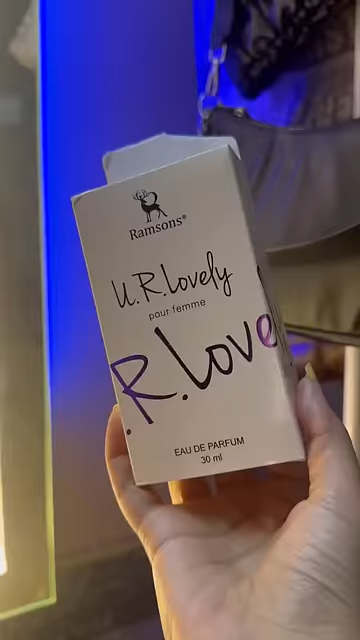 Ramsons®
U.R.lovely
pour femme
.R.love
EAU DE PARFUM
30 ml